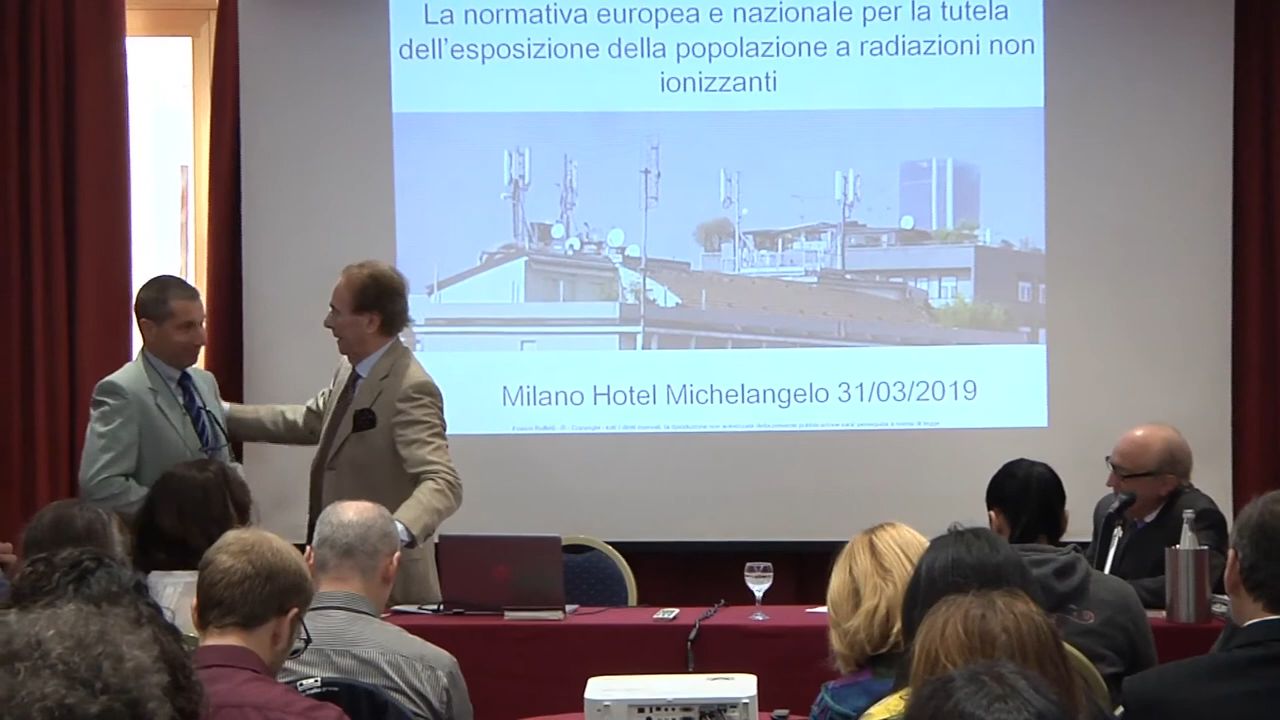 La normativa europea e nazionale per la tutela
dell'esposizione della popolazione a radiazioni non
ionizzanti
Milano Hotel Michelangelo 31/03/2019